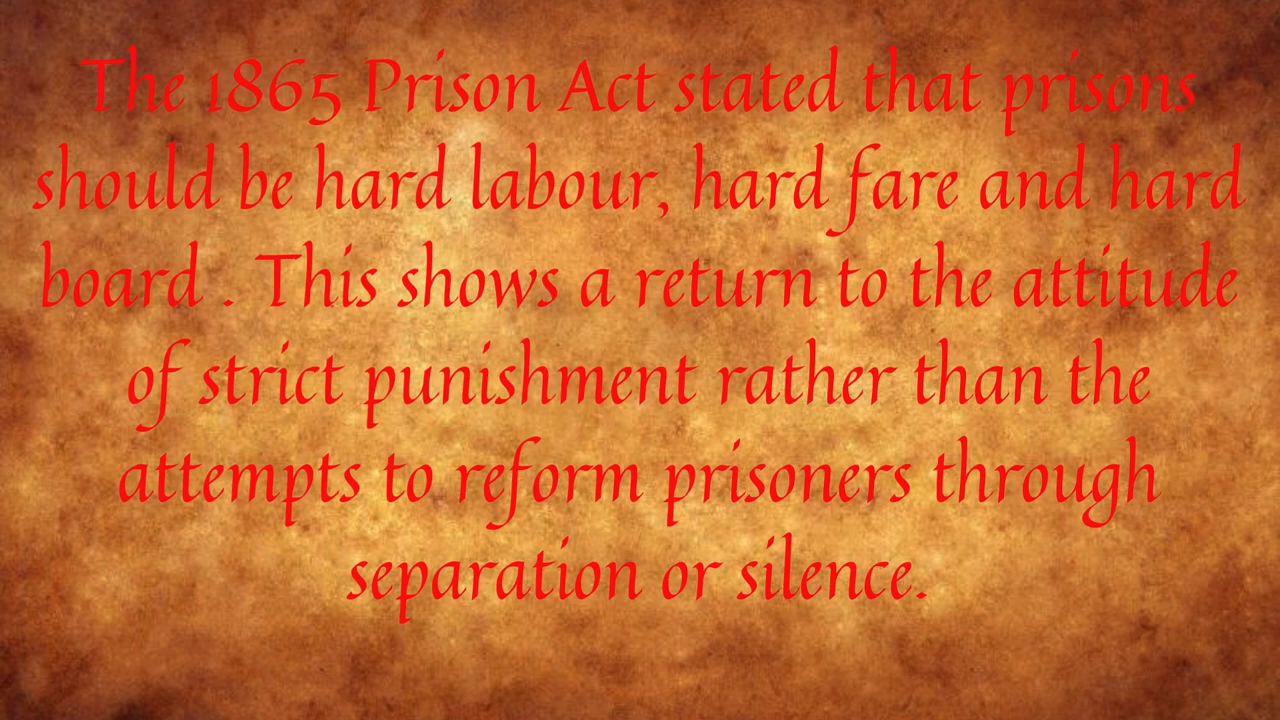 The 1865 Prison Act stated that prisons
should be hard labour, hard fare and hard
board . This shows a return to the attitude
of strict punishment rather than the
attempts to reform prisoners through
separation or silence.